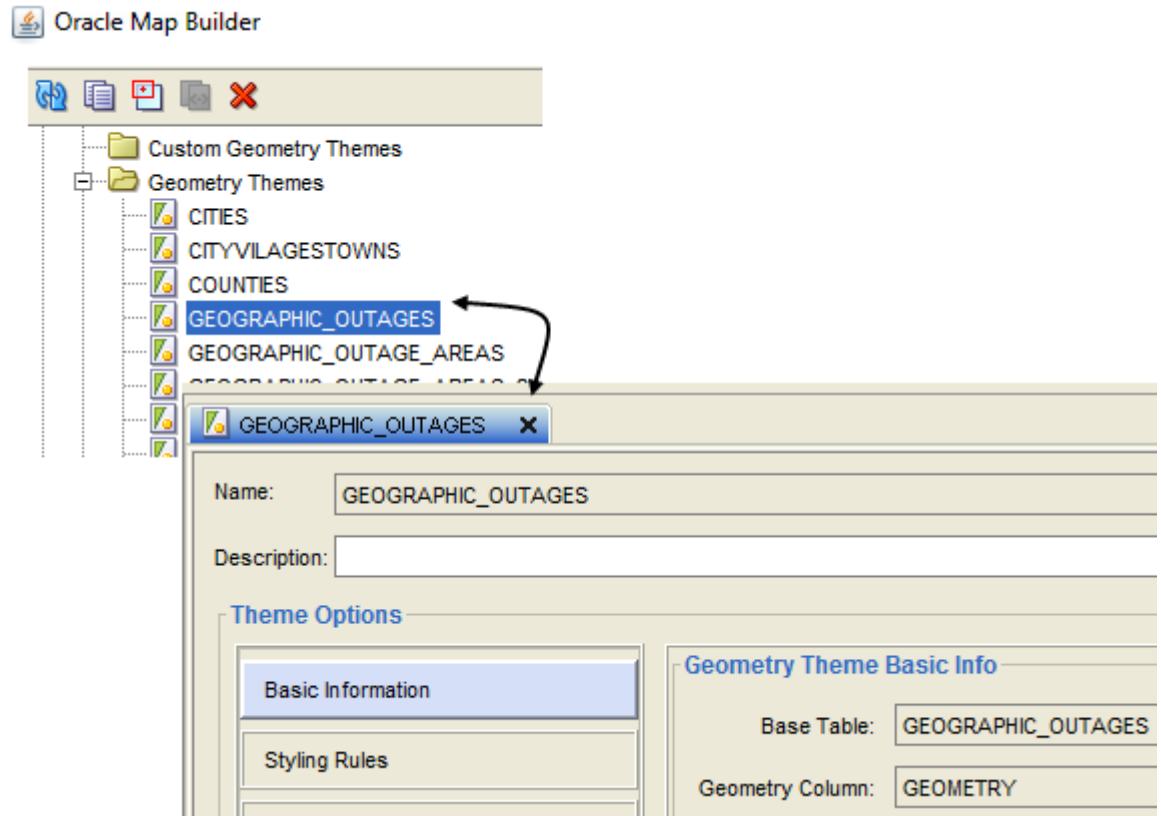 Oracle Map Builder
Custom Geometry Themes
Geometry Themes
CITIES
CITYVILAGESTOWNS
COUNTIES
GEOGRAPHIC_OUTAGES
GEOGRAPHIC_OUTAGE_AREAS
GEOGRAPHIC_OUTAGES
Name: GEOGRAPHIC_OUTAGES
Description:
Theme Options
Basic Information
Styling Rules
Geometry Theme Basic Info
Base Table: GEOGRAPHIC_OUTAGES
Geometry Column: GEOMETRY